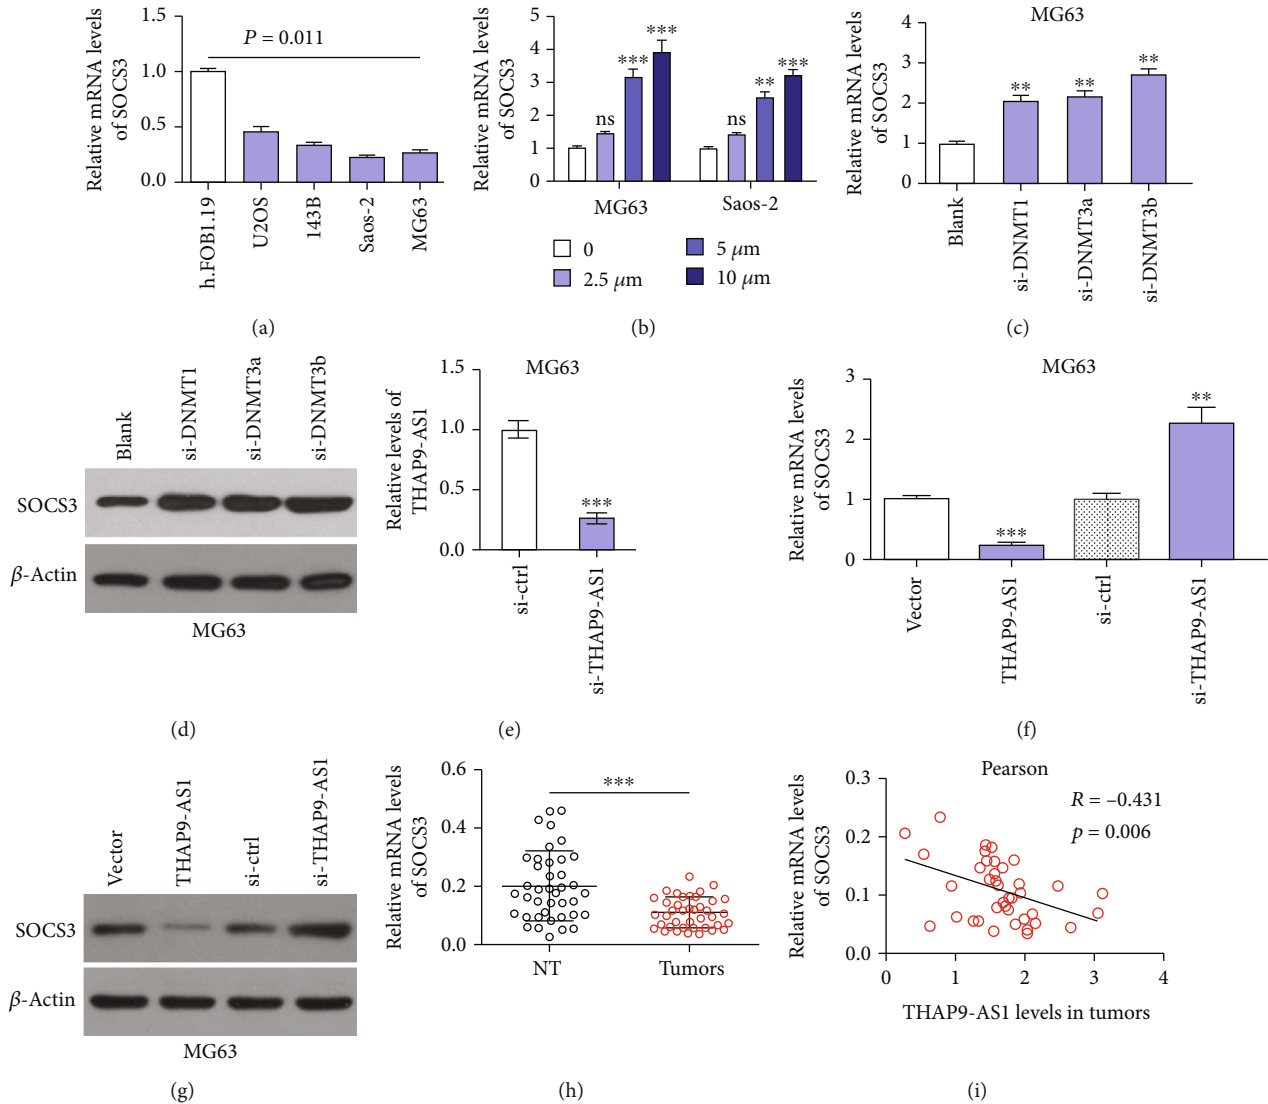 Relative mRNA levels
of SOCS3
1.0
0.5
0.0
P = 0.011
h.FOB1.19
U2OS
143B
Saos-2
MG63
(a)
Relative mRNA levels
of SOCS3
5
4
3
2
1
0
ns
***
***
ns
**
***
MG63
Saos-2
0
2.5 μm
5 μm
10 μm
(b)
MG63
Relative mRNA levels
of SOCS3
4
3
2
1
0
**
**
**
Blank
si-DNMT1
si-DNMT3a
si-DNMT3b
(c)
Blank
si-DNMT1
si-DNMT3a
si-DNMT3b
SOCS3
β-Actin
MG63
(d)
MG63
Relative levels of
THAP9-AS1
1.5
1.0
0.5
0.0
***
si-ctrl
si-THAP9-AS1
(e)
MG63
Relative mRNA levels
of SOCS3
3
2
1
0
***
**
Vector
THAP9-AS1
si-ctrl
si-THAP9-AS1
(f)
Vector
THAP9-AS1
si-ctrl
si-THAP9-AS1
SOCS3
β-Actin
MG63
(g)
Relative mRNA levels
of SOCS3
0.6
0.4
0.2
0.0
***
NT
Tumors
(h)
Pearson
R = –0.431
p = 0.006
Relative mRNA levels
of SOCS3
0.3
0.2
0.1
0.0
0
1
2
3
4
THAP9-AS1 levels in tumors
(i)